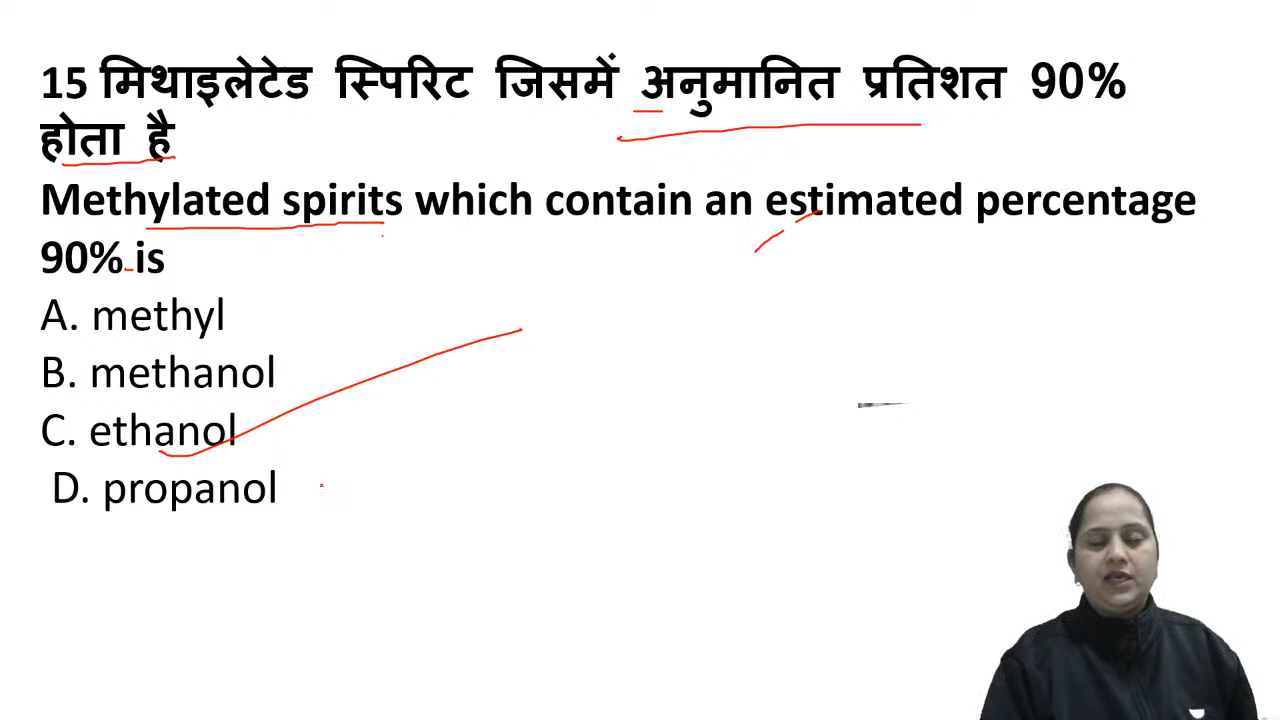 15 मिथाइलेटेड स्पिरिट जिसमें अनुमानित प्रतिशत 90%
होता है
Methylated spirits which contain an estimated percentage
90% is
A. methyl
B. methanol
C. ethanol
D. propanol